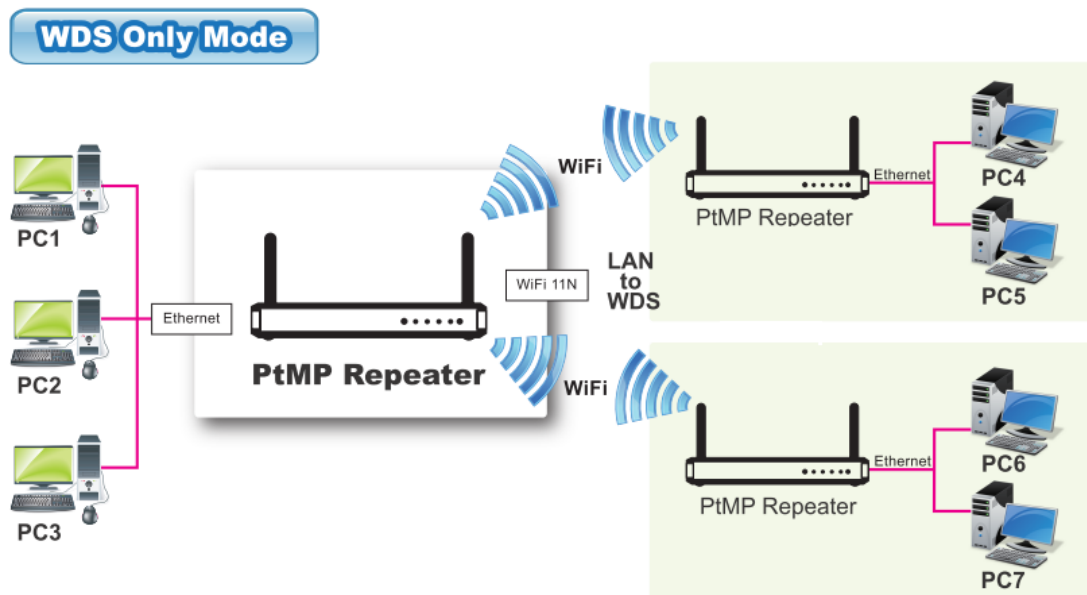 WDS Only Mode
PC1
PC2
PC3
Ethernet
PtMP Repeater
WiFi 11N
WiFi
WiFi
LAN
to
WDS
PtMP Repeater
Ethernet
PC4
PC5
PtMP Repeater
Ethernet
PC6
PC7